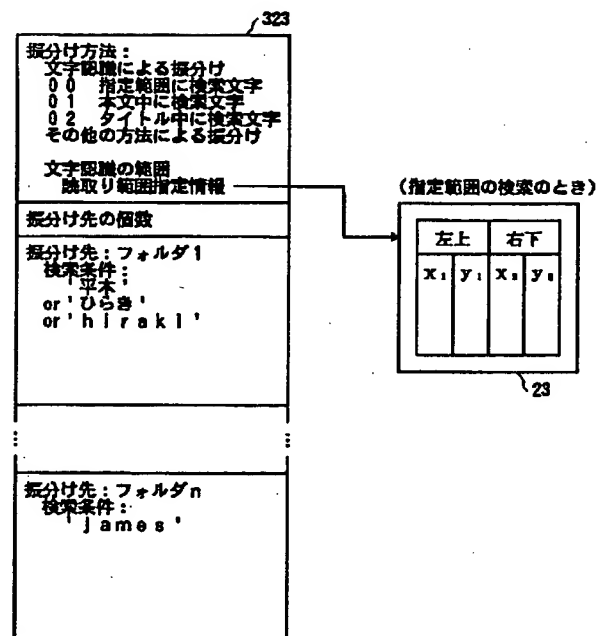 323
振分け方法：
文字認識による振分け
００　指定範囲に検索文字
０１　本文中に検索文字
０２　タイトル中に検索文字
その他の方法による振分け
文字認識の範囲
読取り範囲指定情報
振分け先の個数
振分け先：フォルダ1
検索条件：
'平木'
or'ひらき'
or'hiraki'
⋮ ⋮
振分け先：フォルダn
検索条件：
'james'
(指定範囲の検索のとき)
左上 右下
x₁ y₁ x₂ y₂
23